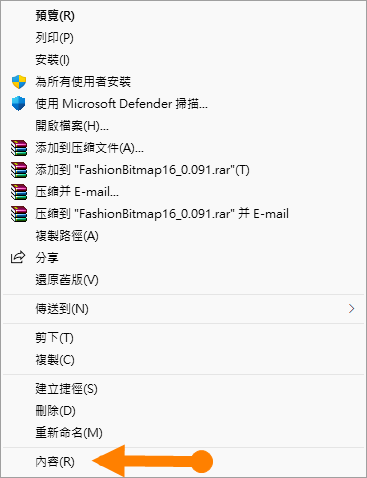 預覽(R)
列印(P)
安裝(I)
為所有使用者安裝
使用 Microsoft Defender 掃描...
開啟檔案(H)...
添加到压缩文件(A)...
添加到 "FashionBitmap16_0.091.rar"(T)
压缩并 E-mail...
压缩到 "FashionBitmap16_0.091.rar" 并 E-mail
複製路徑(A)
分享
還原舊版(V)
傳送到(N)
剪下(T)
複製(C)
建立捷徑(S)
刪除(D)
重新命名(M)
內容(R)